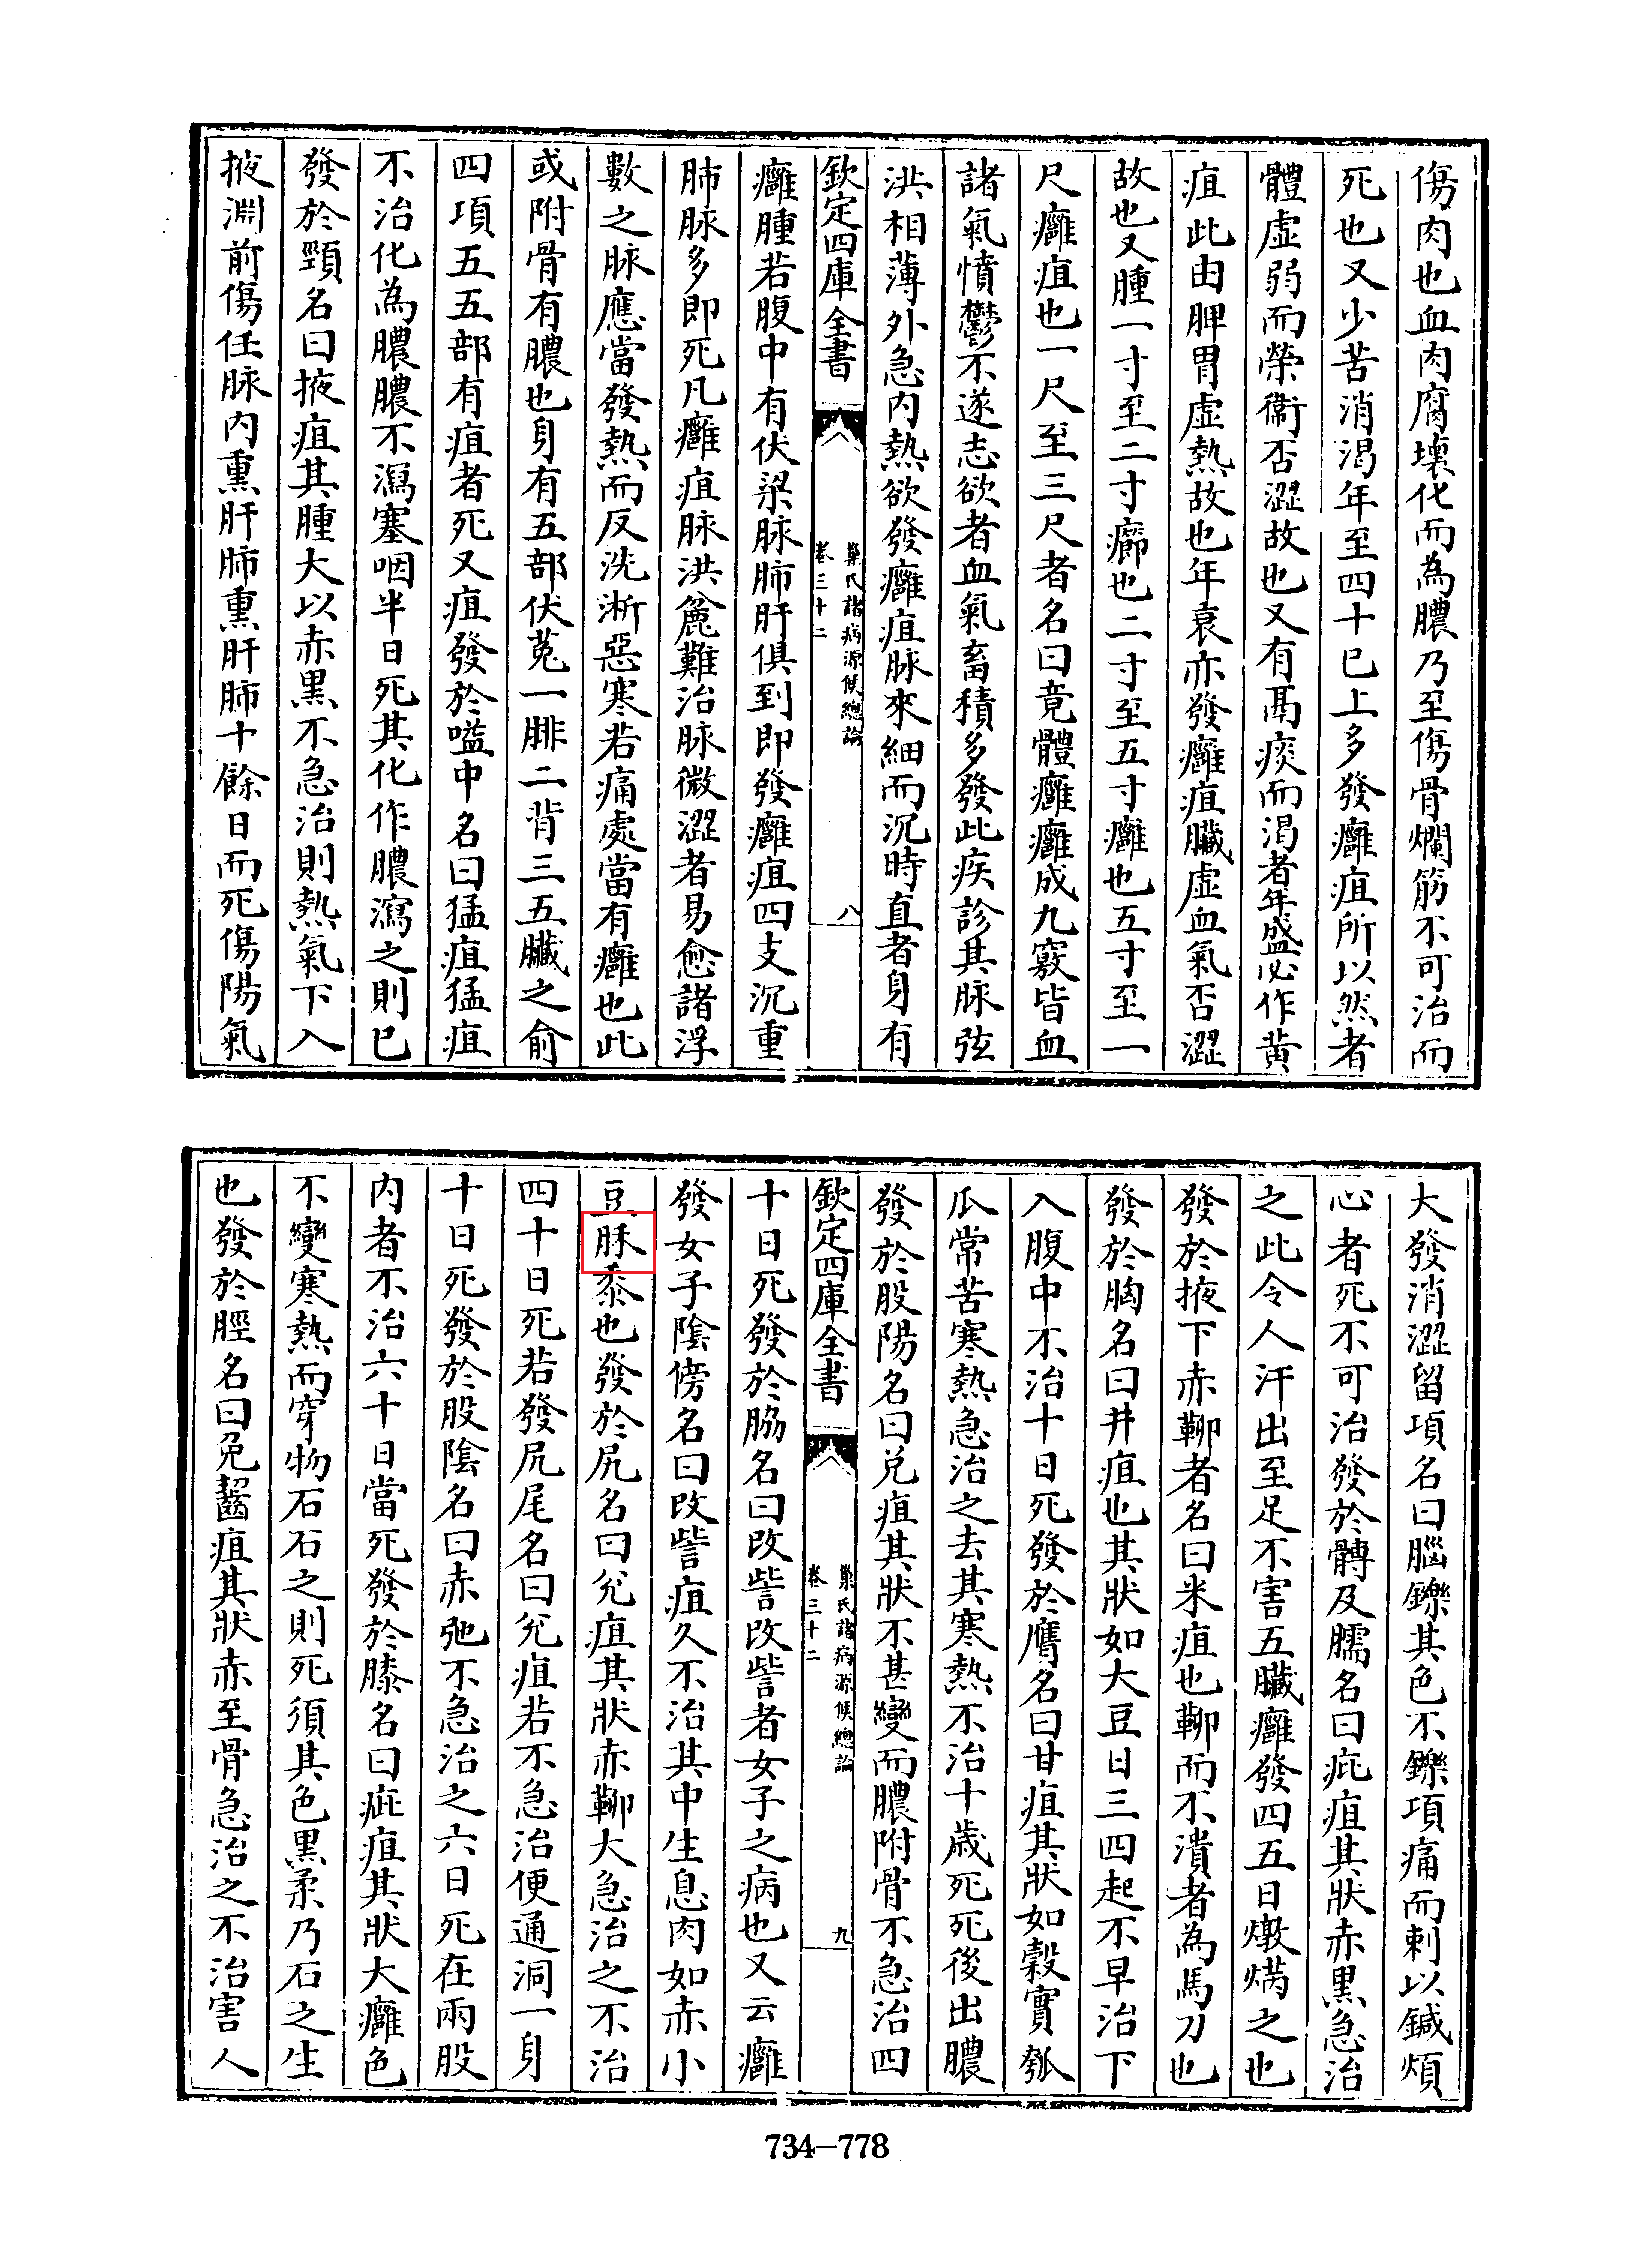 傷肉也血肉腐壞化而為膿乃至傷骨爛筋不可治而
死也又少苦消渴年至四十已上多發癰疽所以然者
體虛弱而榮衞否澀故也又有鬲痰而渴者年盛必作黃
疽此由脾胃虛熱故也年衰亦發癰疽臟虛血氣否澀
故也又腫一寸至二寸癤也二寸至五寸癰也五寸至一
尺癰疽也一尺至三尺者名曰竟體癰癰成九竅皆血
諸氣憤鬱不遂志欲者血氣畜積多發此疾診其脉弦
洪相薄外急內熱欲發癰疽脉來細而沉時直者身有
欽定四庫全書
巢氏諸病源候總論
卷三十二
八
癰腫若腹中有伏梁脉肺肝俱到即發癰疽四支沉重
肺脉多即死凡癰疽脉洪麄難治脉微澀者易愈諸浮
數之脉應當發熱而反洗淅惡寒若痛處當有癰也此
或附骨有膿也身有五部伏菟一腓二背三五臟之俞
四項五五部有疽者死又疽發於嗌中名曰猛疽猛疽
不治化為膿膿不瀉塞咽半日死其化作膿瀉之則已
發於頸名曰掖疽其腫大以赤黑不急治則熱氣下入
掖淵前傷任脉內熏肝肺熏肝肺十餘日而死傷陽氣
大發消澀留項名曰腦鑠其色不鑠項痛而刺以鍼煩
心者死不可治發於髆及臑名曰疪疽其狀赤黑急治
之此令人汗出至足不害五臟癰發四五日燉焫之也
發於掖下赤鞕者名曰米疽也鞕而不潰者為馬刀也
發於胸名曰井疽也其狀如大豆日三四起不早治下
入腹中不治十日死發於膺名曰甘疽其狀如穀實瓠
瓜常苦寒熱急治之去其寒熱不治十歲死死後出膿
發於股陽名曰兌疽其狀不甚變而膿附骨不急治四
欽定四庫全書
巢氏諸病源候總論
卷三十二
九
十日死發於脇名曰改訾改訾者女子之病也又云癰
發女子陰傍名曰改訾疽久不治其中生息肉如赤小
豆黍也發於尻名曰兊疽其狀赤鞕大急治之不治
四十日死若發尻尾名曰兊疽若不急治便通洞一身
十日死發於股陰名曰赤弛不急治之六日死在兩股
內者不治六十日當死發於膝名曰疵疽其狀大癰色
不變寒熱而穿物石石之則死須其色黑柔乃石之生
也發於脛名曰兔齧疽其狀赤至骨急治之不治害人
734-778